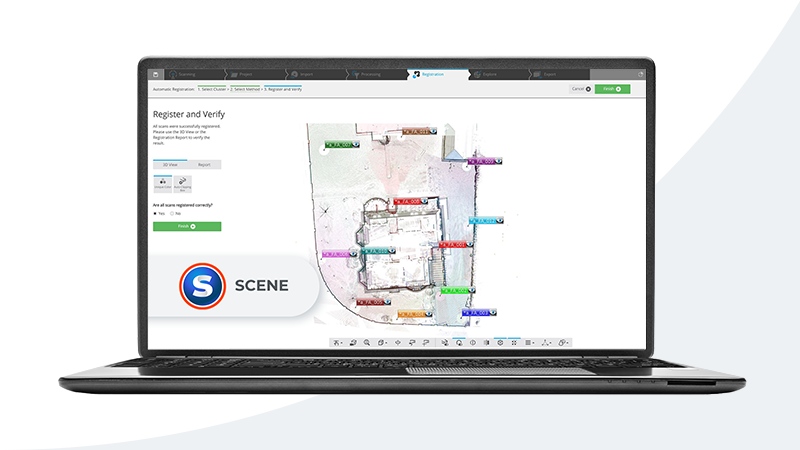 Scanning Project Import Processing Registration Explore Export
Automatic Registration: 1. Select Cluster > 2. Select Method > 3. Register and Verify Cancel Finish
Register and Verify
All scans were successfully registered.
Please use the 3D View or the
Registration Report to verify the
result.
3D View Report
Are all scans registered correctly?
Yes No
Finish
S SCENE